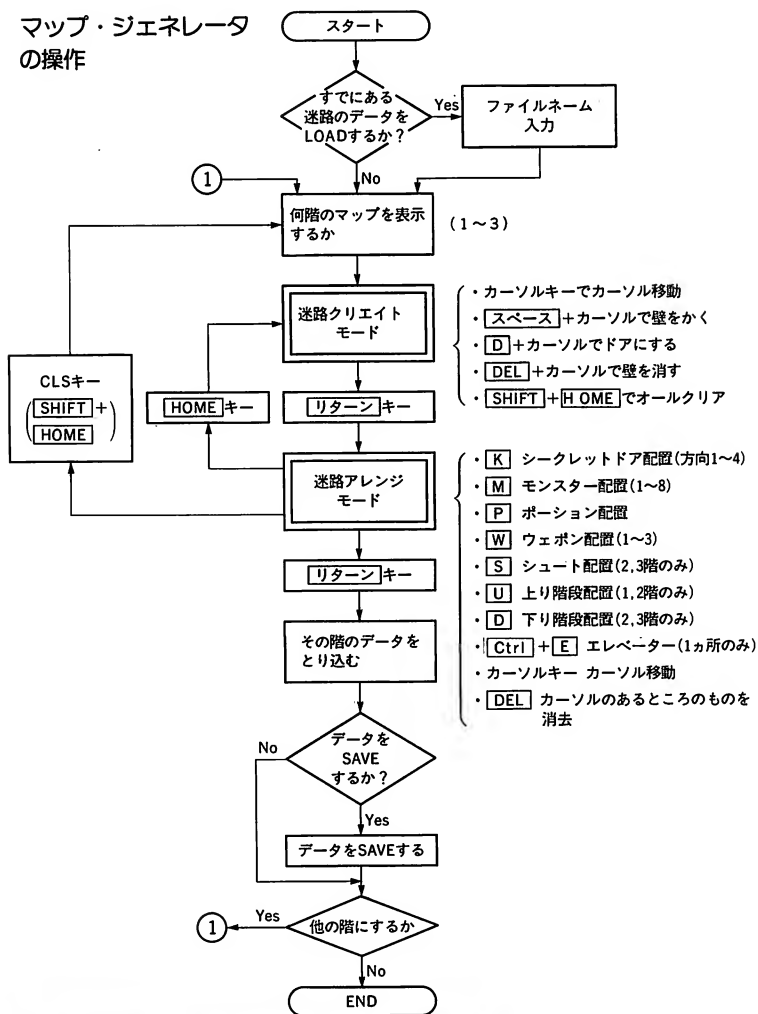 マップ・ジェネレータ
の操作
スタート
すでにある
迷路のデータを
LOADするか？
Yes
ファイルネーム
入力
No
①
何階のマップを表示
するか
(1～3)
迷路クリエイト
モード
・カーソルキーでカーソル移動
・スペース+カーソルで壁をかく
・D+カーソルでドアにする
・DEL+カーソルで壁を消す
・SHIFT+HOMEでオールクリア
CLSキー
(SHIFT+
HOME)
HOMEキー
リターンキー
迷路アレンジ
モード
・K シークレットドア配置(方向1～4)
・M モンスター配置(1～8)
・P ポーション配置
・W ウェポン配置(1～3)
・S シュート配置(2,3階のみ)
・U 上り階段配置(1,2階のみ)
・D 下り階段配置(2,3階のみ)
・Ctrl+E エレベーター(1ヵ所のみ)
・カーソルキー カーソル移動
・DEL カーソルのあるところのものを
消去
リターンキー
その階のデータを
とり込む
データを
SAVE
するか？
No
Yes
データをSAVEする
他の階にするか
Yes
①
No
END